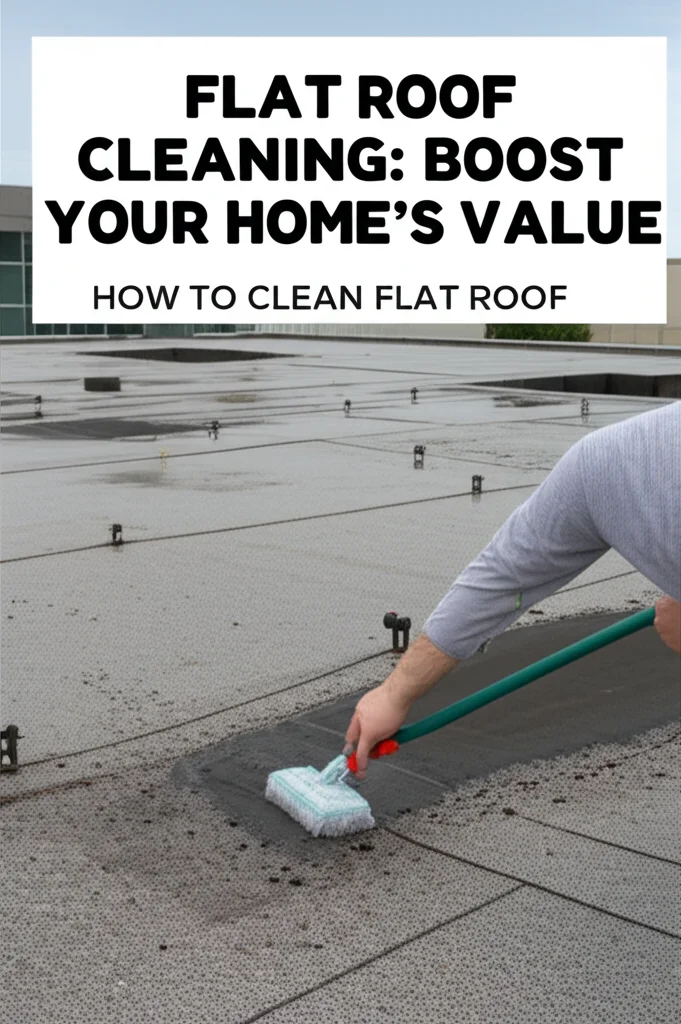 FLAT ROOF
CLEANING: BOOST
YOUR HOME’S VALUE
HOW TO CLEAN FLAT ROOF